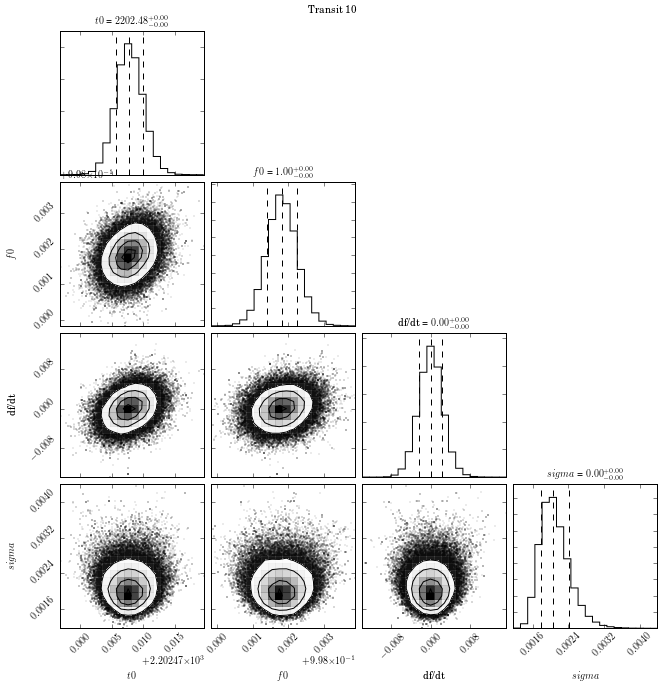 Transit 10
t0 = 2202.48+0.00−0.00
f0 = 1.00+0.00−0.00
f0
0.003
0.002
0.001
0.000
df/dt = 0.00+0.00−0.00
df/dt
0.008
0.000
−0.008
sigma = 0.00+0.00−0.00
sigma
0.0040
0.0032
0.0024
0.0016
0.000 0.005 0.010 0.015
+2.20247×10³
t0
0.000 0.001 0.002 0.003
+9.98×10⁻¹
f0
−0.008 0.000 0.008
df/dt
0.0016 0.0024 0.0032 0.0040
sigma